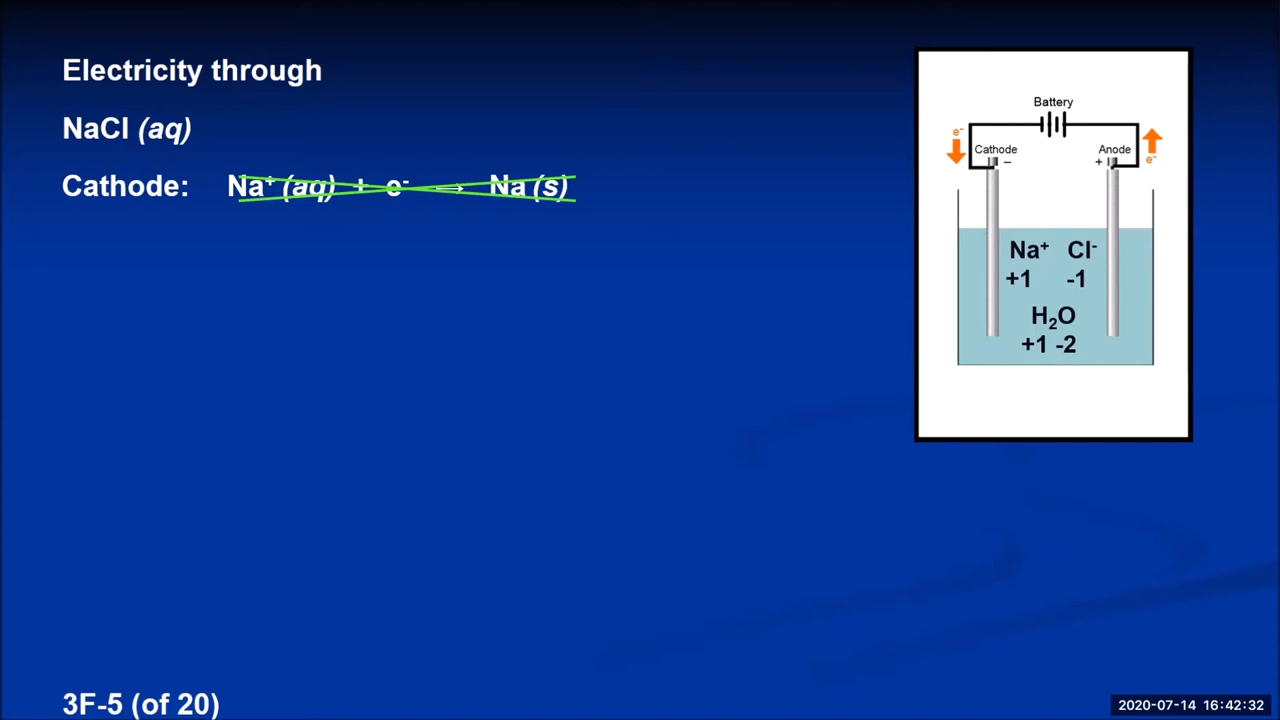 Electricity through
NaCl (aq)
Cathode: Na⁺ (aq) + e⁻ → Na (s)
Battery
e⁻
Cathode
Anode
e⁻
–
+
Na⁺ Cl⁻
+1 -1
H₂O
+1 -2
3F-5 (of 20)
2020-07-14 16:42:32